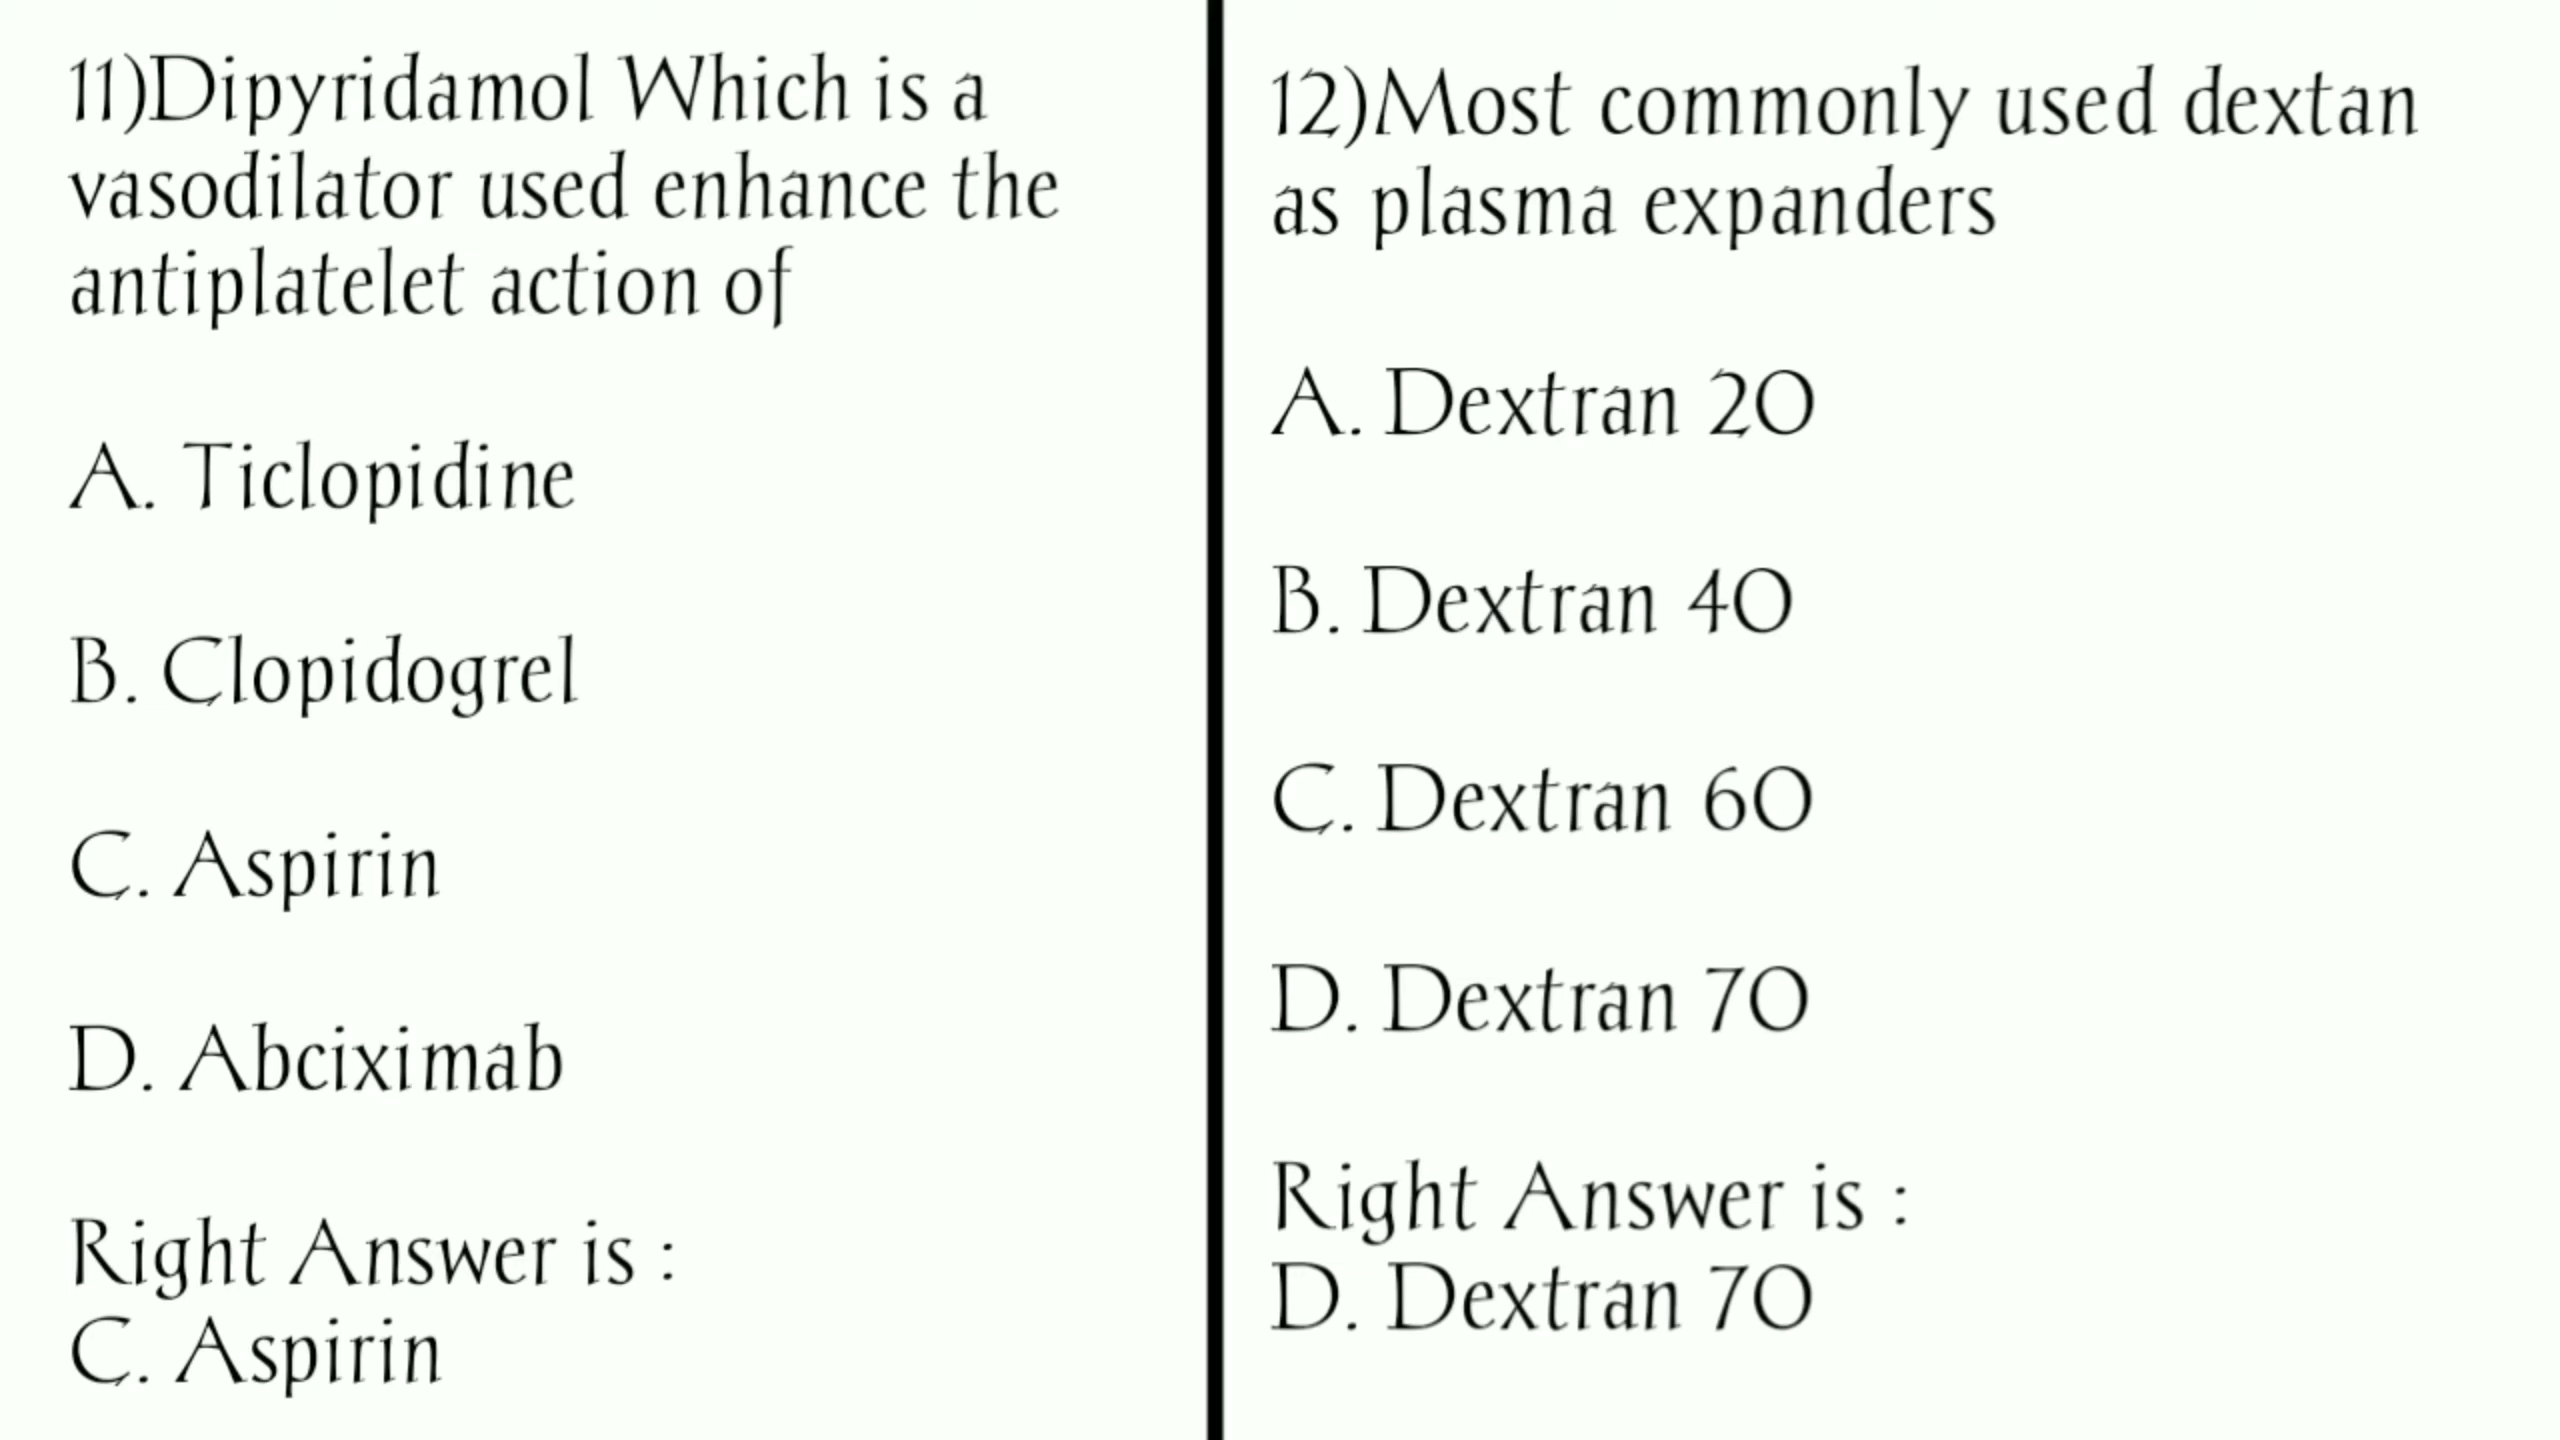 11)Dipyridamol Which is a
vasodilator used enhance the
antiplatelet action of
A. Ticlopidine
B. Clopidogrel
C. Aspirin
D. Abciximab
Right Answer is :
C. Aspirin
12)Most commonly used dextan
as plasma expanders
A. Dextran 20
B. Dextran 40
C. Dextran 60
D. Dextran 70
Right Answer is :
D. Dextran 70